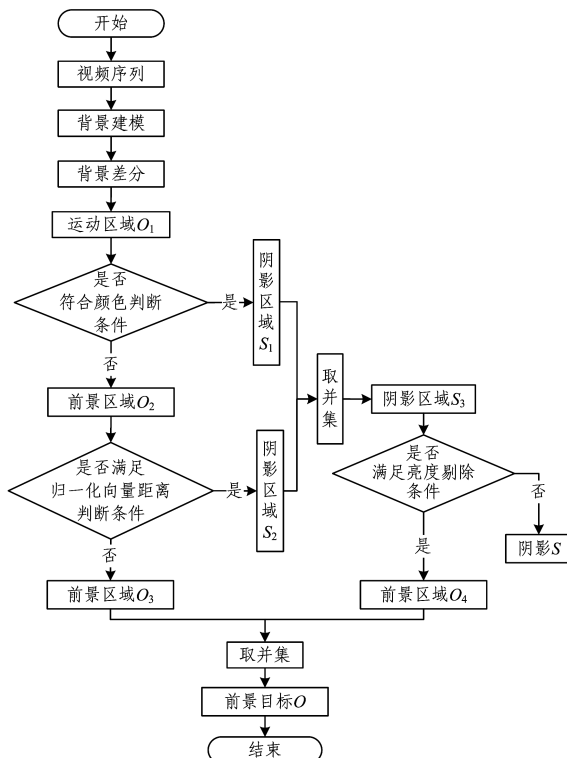 开始
视频序列
背景建模
背景差分
运动区域O₁
是否
符合颜色判断
条件
是
阴影区域S₁
否
前景区域O₂
是否满足
归一化向量距离
判断条件
是
阴影区域S₂
否
前景区域O₃
取并集
阴影区域S₃
是否
满足亮度剔除
条件
否
阴影S
是
前景区域O₄
取并集
前景目标O
结束